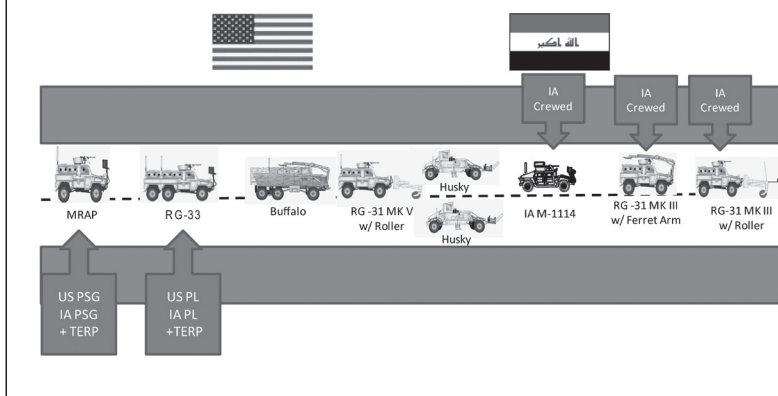 الله اكبر
IA
Crewed
IA
Crewed
IA
Crewed
MRAP
RG-33
Buffalo
RG-31 MK V
w/ Roller
Husky
Husky
IA M-1114
RG -31 MK III
w/ Ferret Arm
RG-31 MK III
w/ Roller
US PSG
IA PSG
+ TERP
US PL
IA PL
+TERP